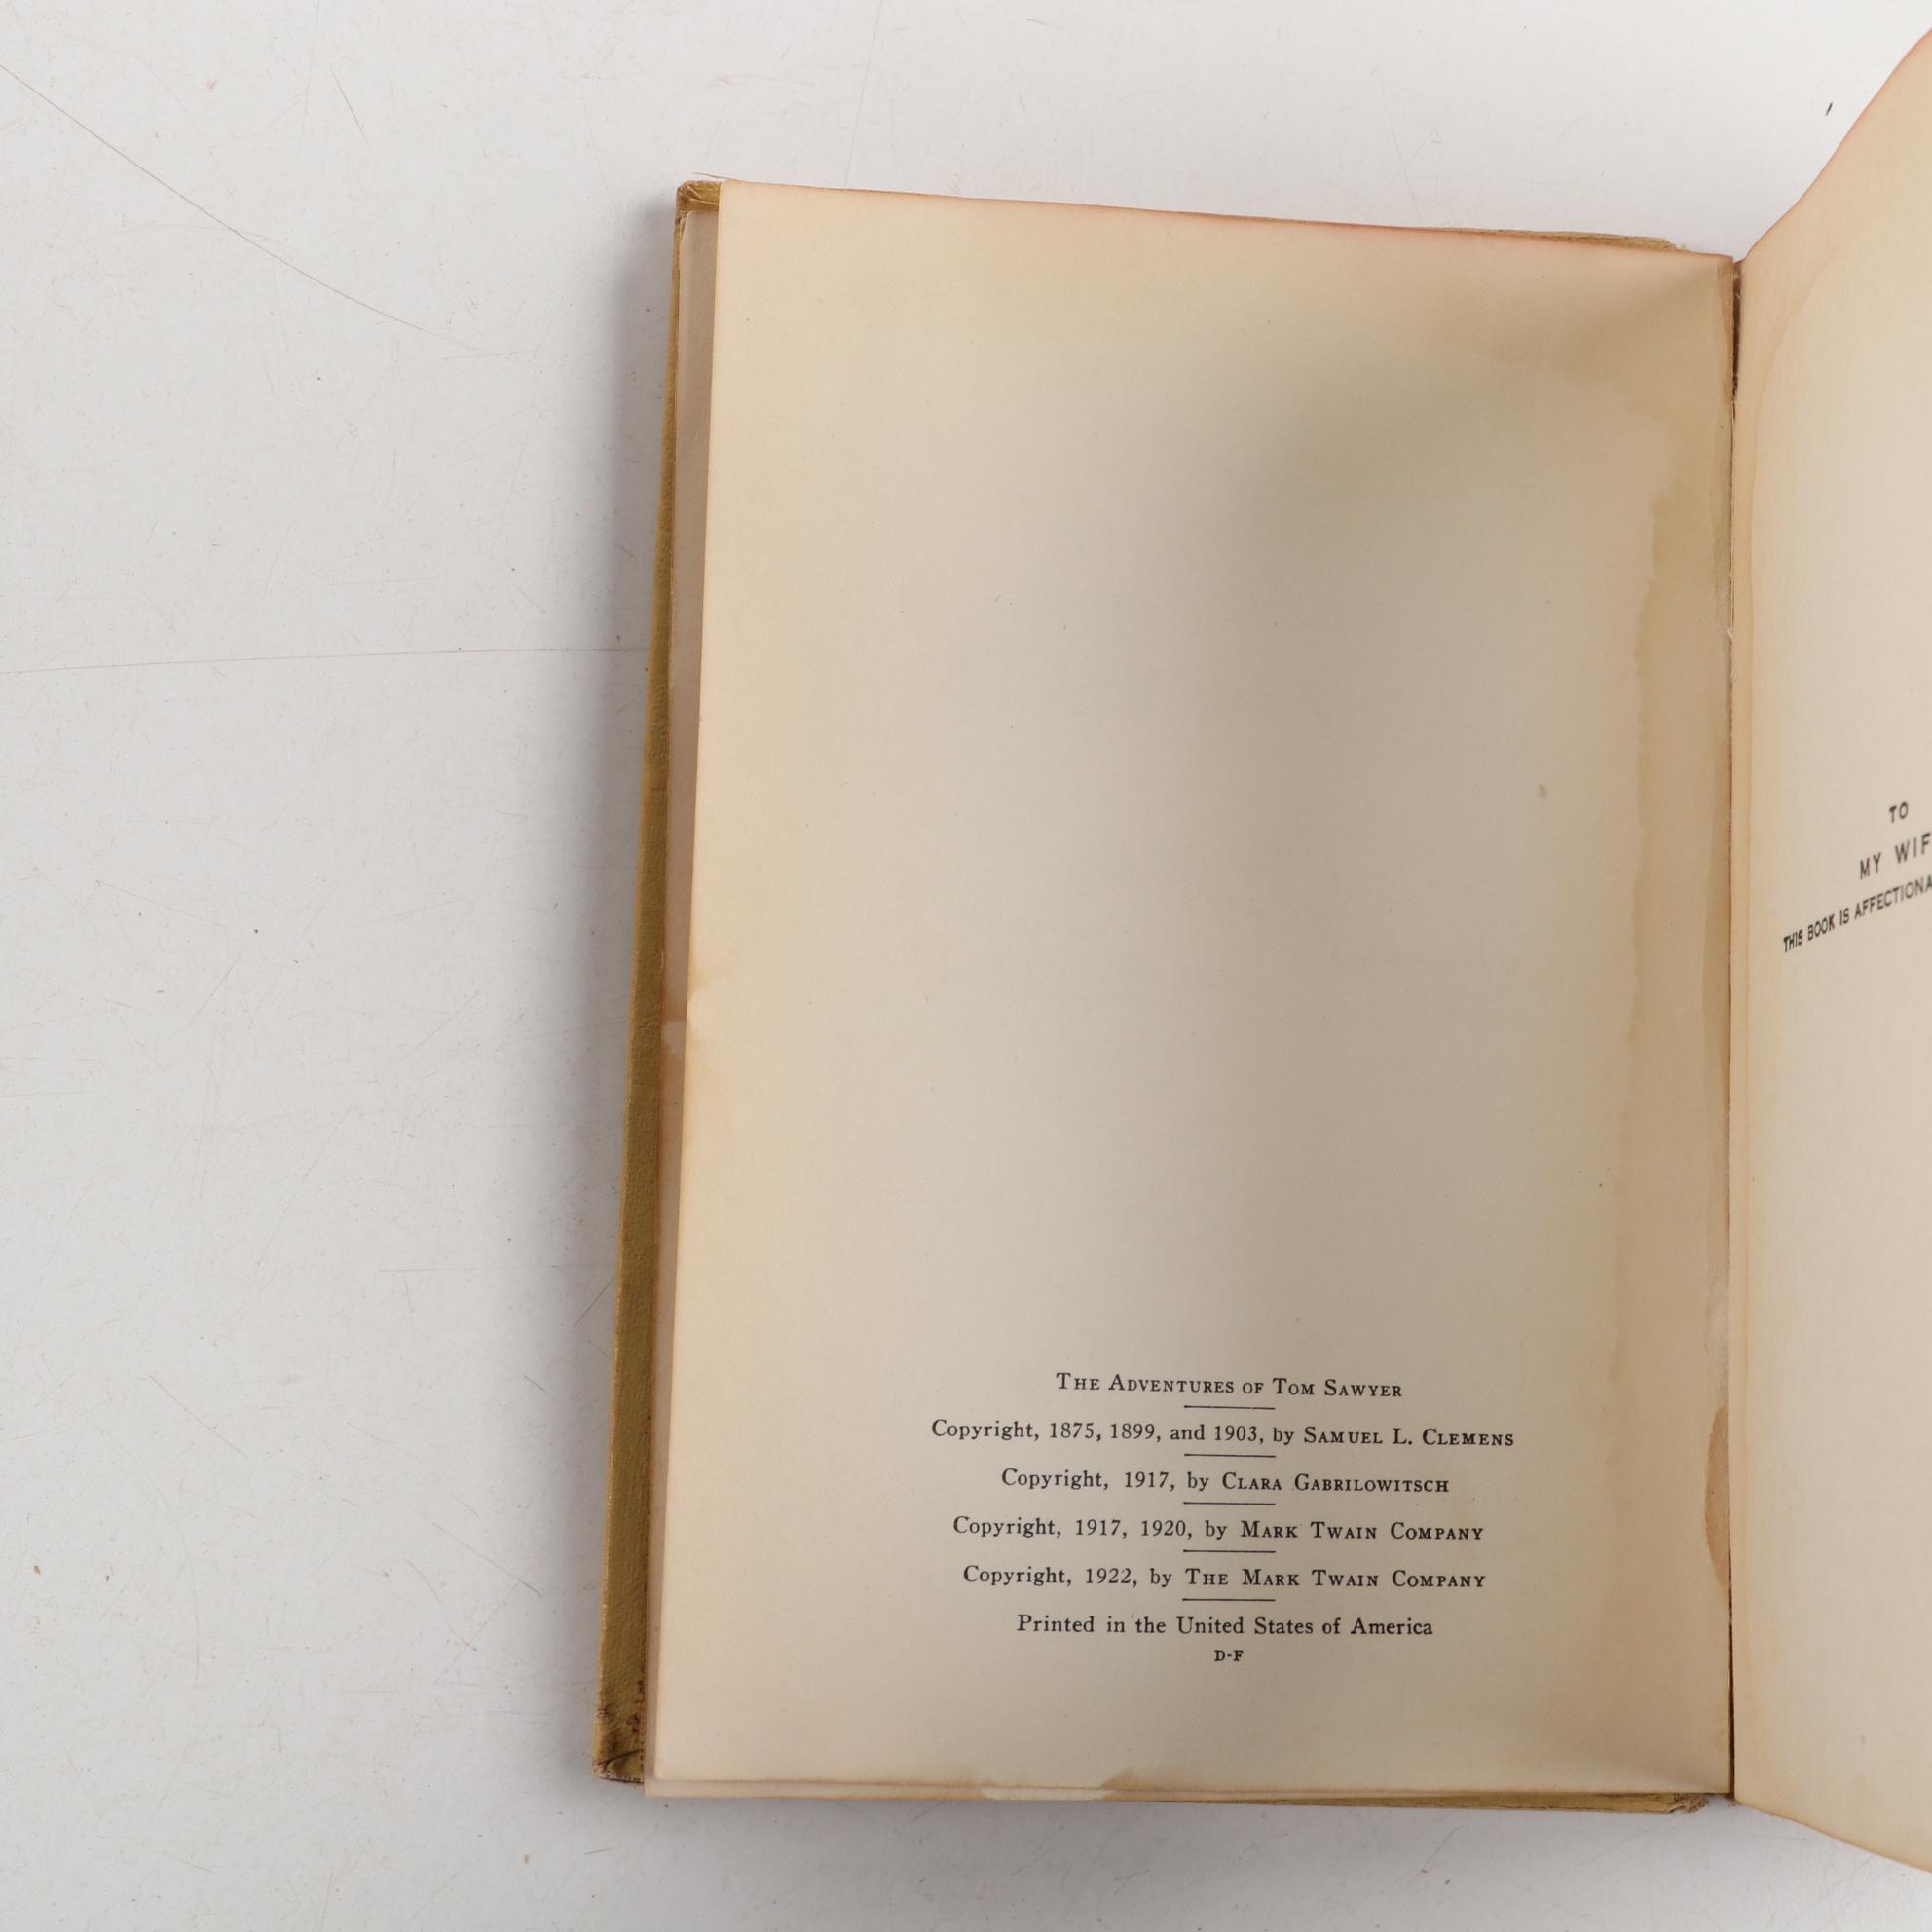 The Adventures of Tom Sawyer
Copyright, 1875, 1899, and 1903, by Samuel L. Clemens
Copyright, 1917, by Clara Gabrilowitsch
Copyright, 1917, 1920, by Mark Twain Company
Copyright, 1922, by The Mark Twain Company
Printed in the United States of America
D-F
TO
MY WIF
THIS BOOK IS AFFECTIONA